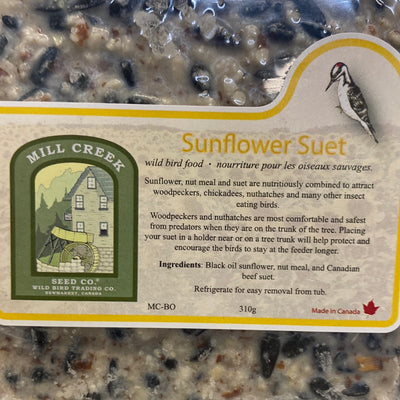 Sunflower Suet
wild bird food • nourriture pour les oiseaux sauvages.
Sunflower, nut meal and suet are nutritiously combined to attract
woodpeckers, chickadees, nuthatches and many other insect
eating birds.
Woodpeckers and nuthatches are most comfortable and safest
from predators when they are on the trunk of the tree. Placing
your suet in a holder near or on a tree trunk will help protect and
encourage the birds to stay at the feeder longer.
Ingredients: Black oil sunflower, nut meal, and Canadian
beef suet.
Refrigerate for easy removal from tub.
MC-BO 310g
Made in Canada
MILL CREEK
SEED CO.
WILD BIRD TRADING CO.
NEWMARKET, CANADA